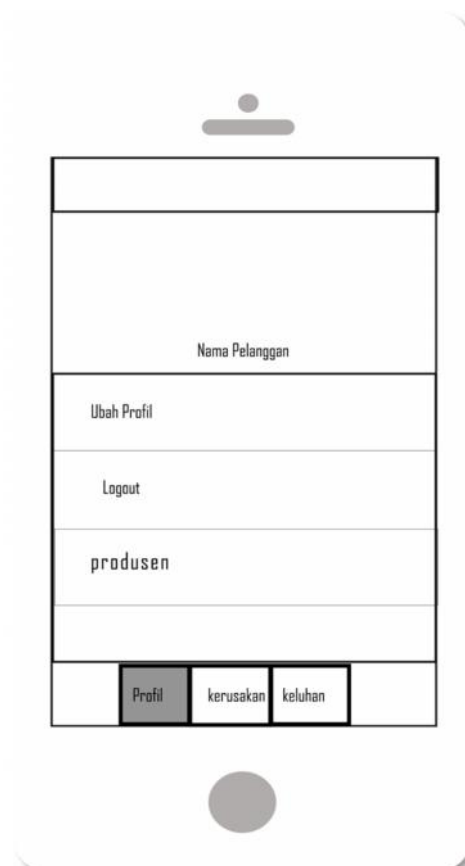 Nama Pelanggan
Ubah Profil
Logout
produsen
Profil kerusakan keluhan